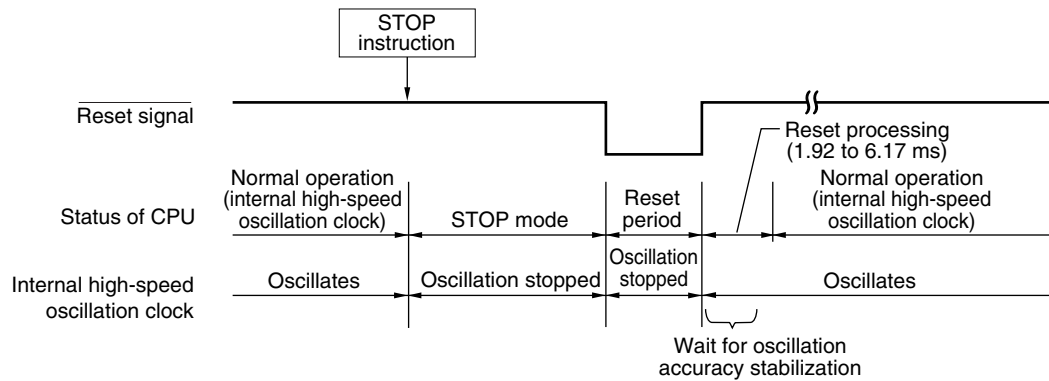 STOP
instruction
Reset signal
Reset processing
(1.92 to 6.17 ms)
Status of CPU
Normal operation
(internal high-speed
oscillation clock)
STOP mode
Reset
period
Normal operation
(internal high-speed
oscillation clock)
Internal high-speed
oscillation clock
Oscillates
Oscillation stopped
Oscillation
stopped
Oscillates
Wait for oscillation
accuracy stabilization